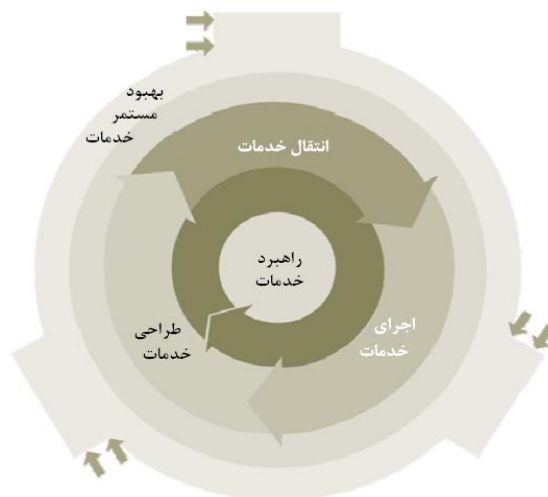 بهبود
مستمر
خدمات
انتقال خدمات
راهبرد
خدمات
اجرای
خدمات
طراحی
خدمات